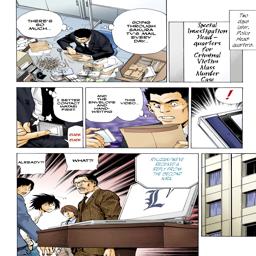 Two
days
later,
Police
Head-
quarters.
Special
Investigation
Head-
quarters
for
Criminal
Victim
Mass
Murder
Case
GOING
THROUGH
SAKURA
TV'S MAIL
EVERY
DAY...
THERE'S
SO
MUCH...
!
THIS
VIDEO...
AND
THE
ENVELOPE
AND
HAND-
WRITING
I BETTER
CONTACT
RYUZAKI
FIRST!
RYUZAKI! WE'VE
RECEIVED A
REPLY FROM
THE SECOND
KIRA.
WHAT?!
ALREADY?!
L